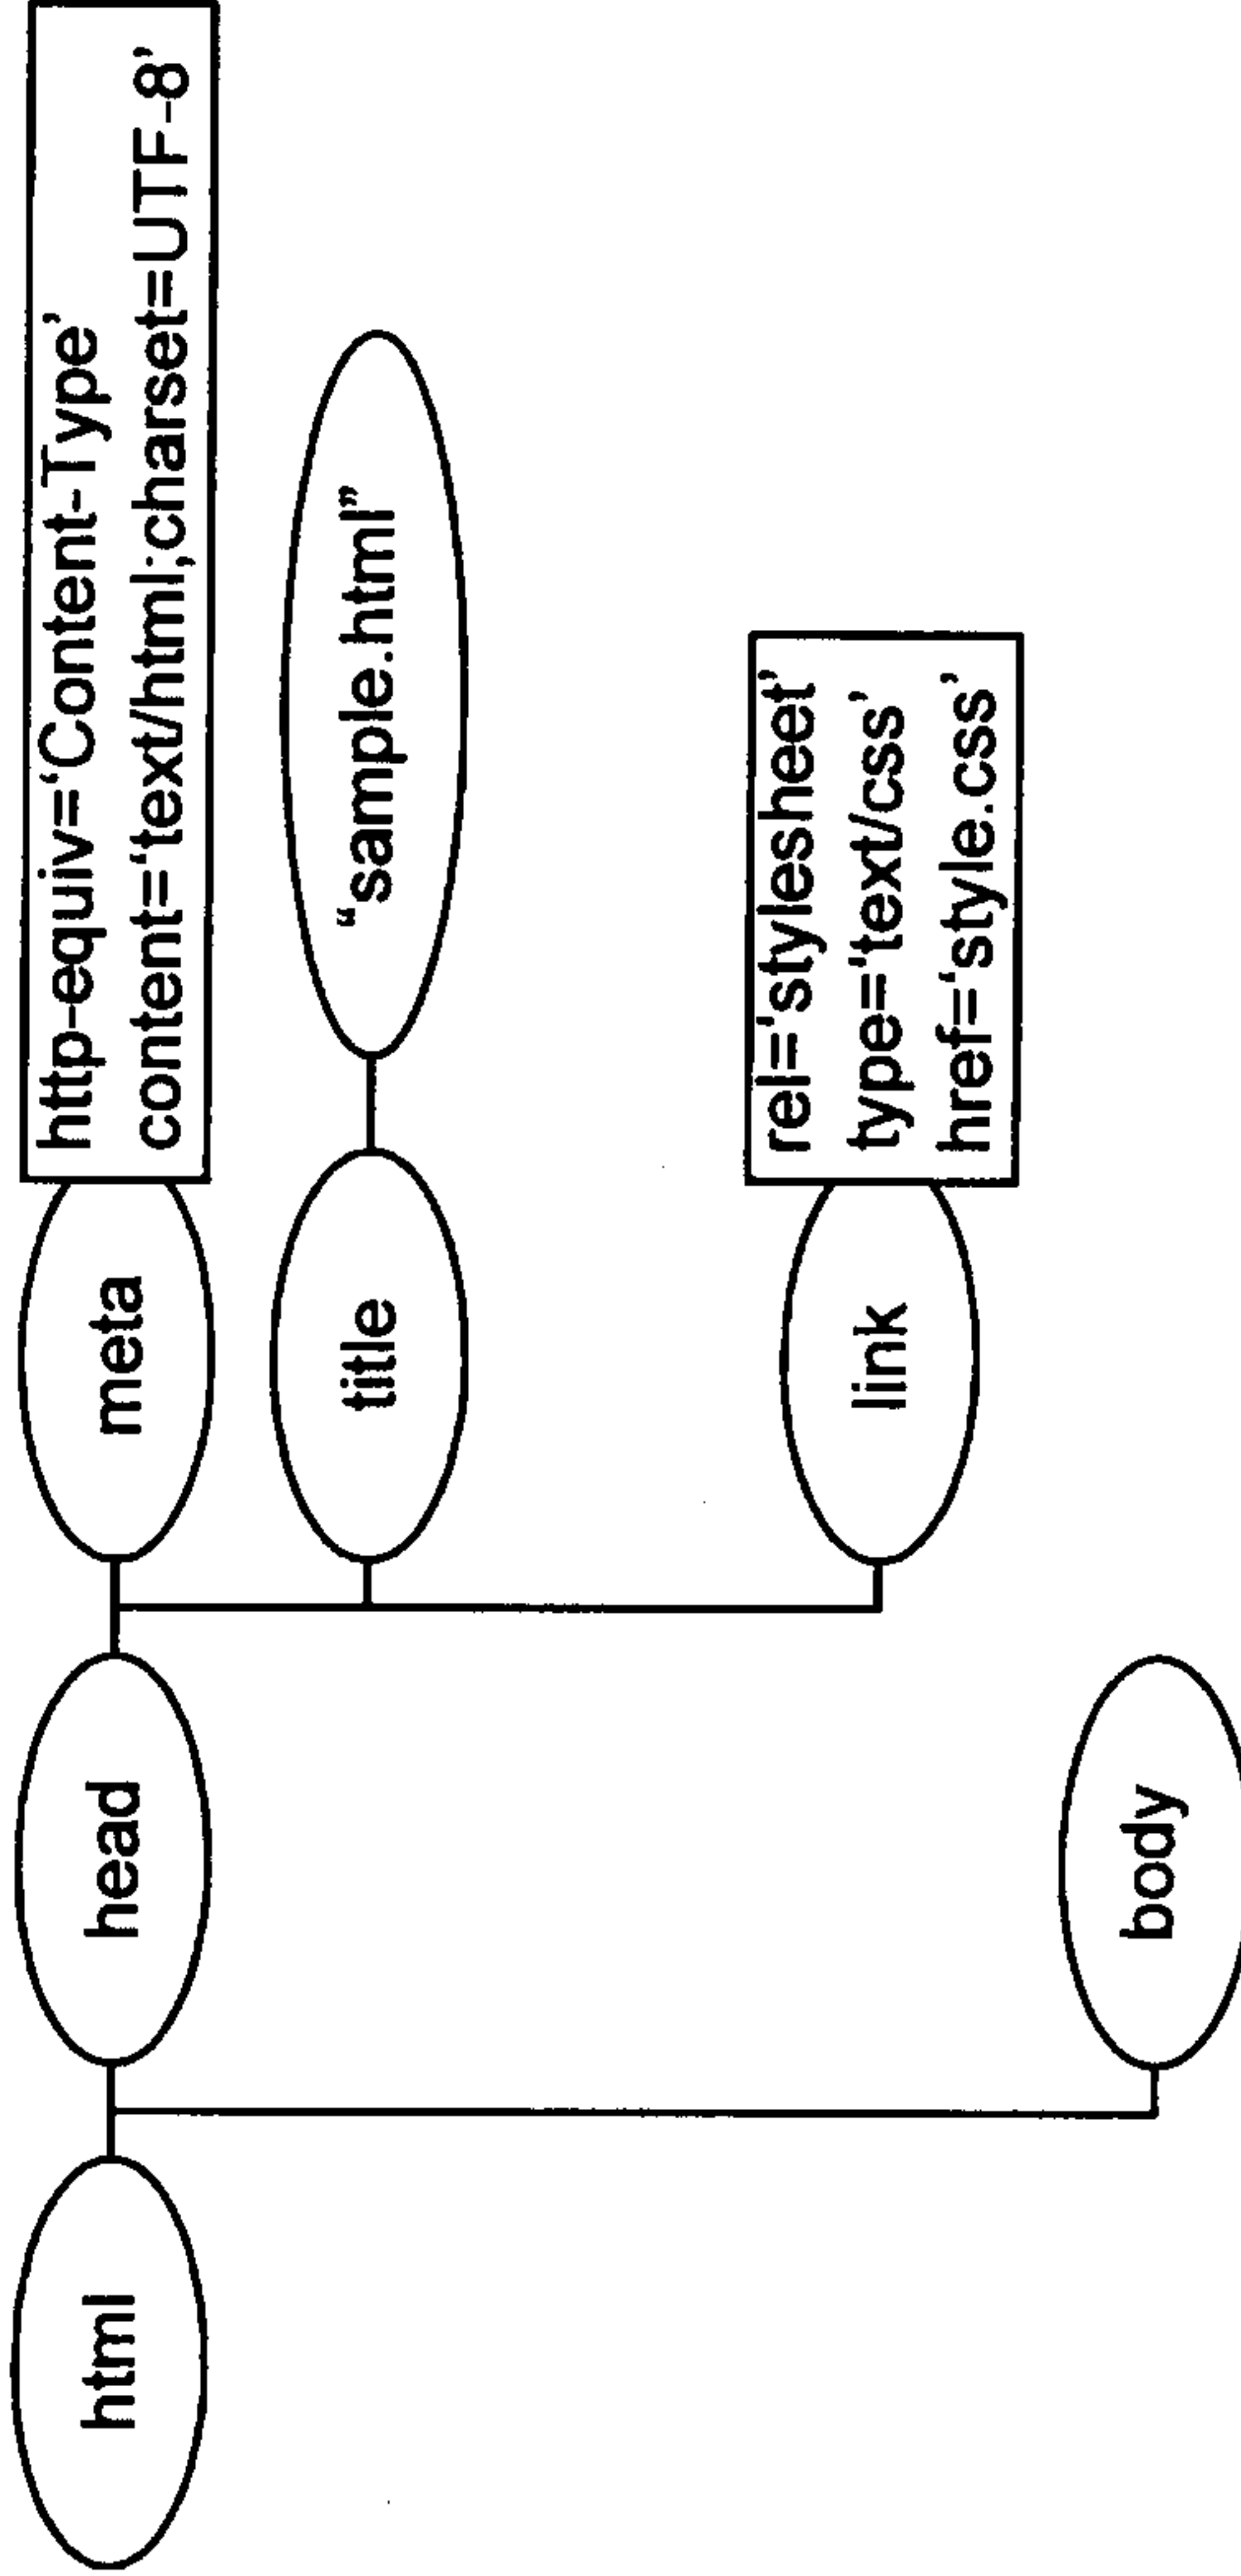 html
head
meta
http-equiv=‘Content-Type’
content=‘text/html;charset=UTF-8’
title
“sample.html”
link
rel=‘stylesheet’
type=‘text/css’
href=‘style.css’
body